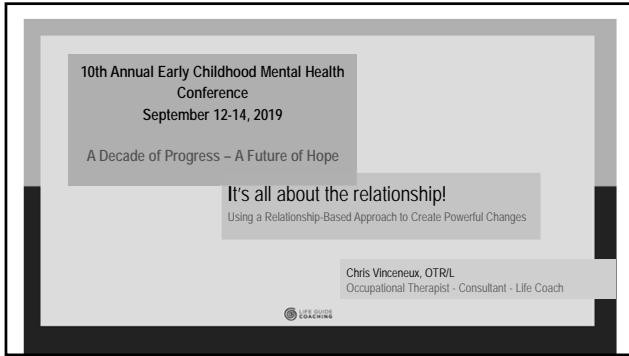 10th Annual Early Childhood Mental Health
Conference
September 12-14, 2019
A Decade of Progress – A Future of Hope
It's all about the relationship!
Using a Relationship-Based Approach to Create Powerful Changes
Chris Vinceneux, OTR/L
Occupational Therapist - Consultant - Life Coach
LIFE GUIDE
COACHING